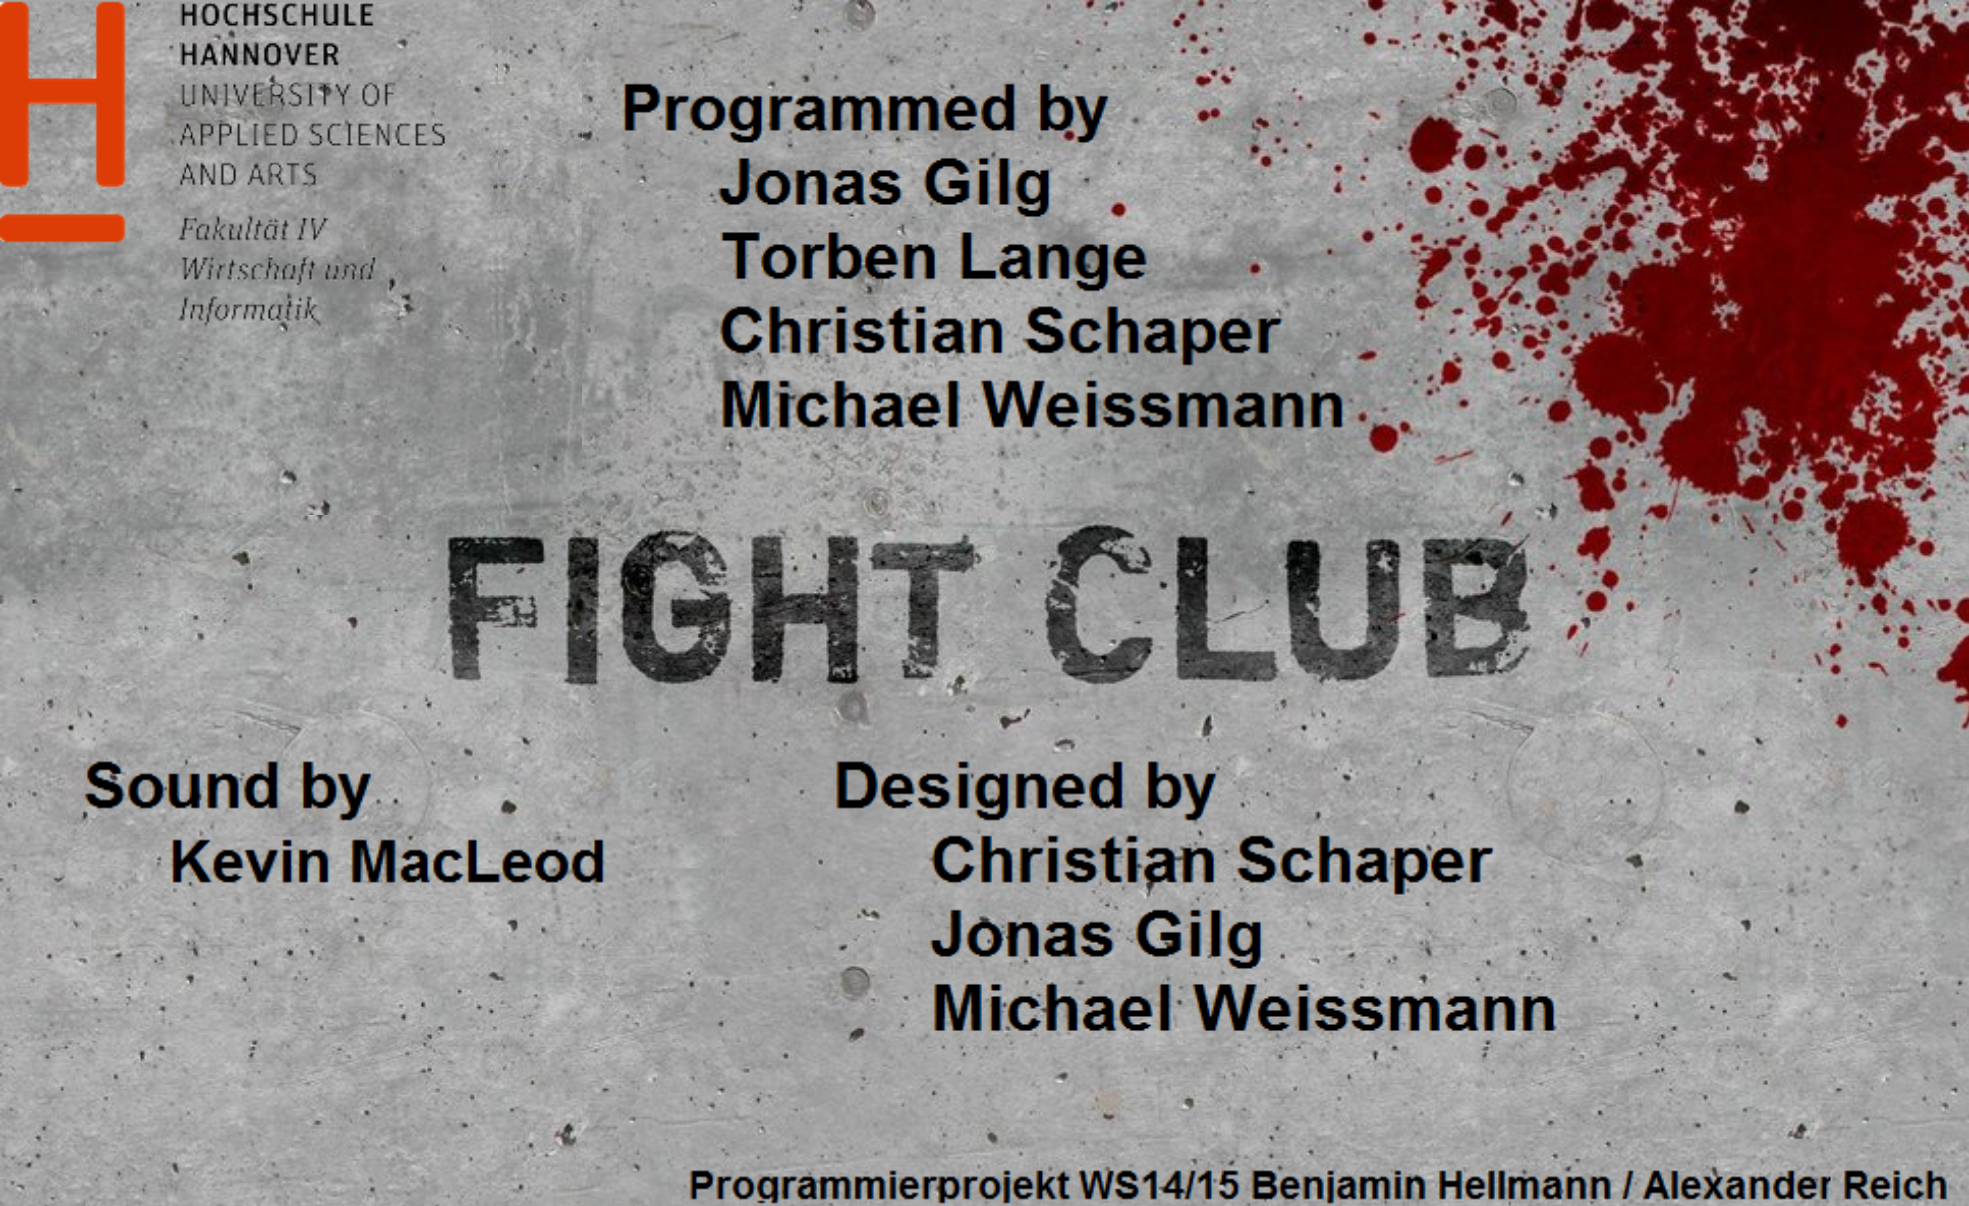 HOCHSCHULE
HANNOVER
UNIVERSITY OF
APPLIED SCIENCES
AND ARTS
Fakultät IV
Wirtschaft und
Informatik
Programmed by
Jonas Gilg
Torben Lange
Christian Schaper
Michael Weissmann
FIGHT CLUB
Sound by
Kevin MacLeod
Designed by
Christian Schaper
Jonas Gilg
Michael Weissmann
Programmierprojekt WS14/15 Benjamin Hellmann / Alexander Reich